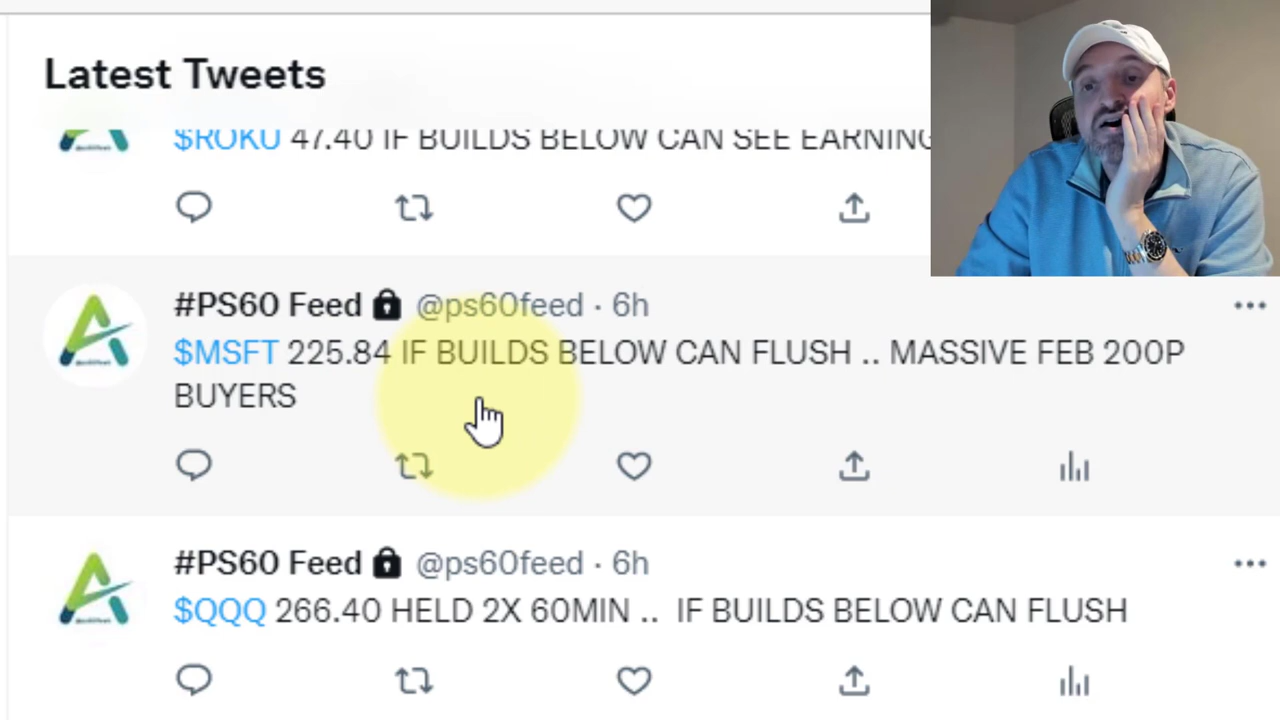 Latest Tweets
$ROKU 47.40 IF BUILDS BELOW CAN SEE EARNING
#PS60 Feed @ps60feed · 6h
$MSFT 225.84 IF BUILDS BELOW CAN FLUSH .. MASSIVE FEB 200P
BUYERS
#PS60 Feed @ps60feed · 6h
$QQQ 266.40 HELD 2X 60MIN .. IF BUILDS BELOW CAN FLUSH